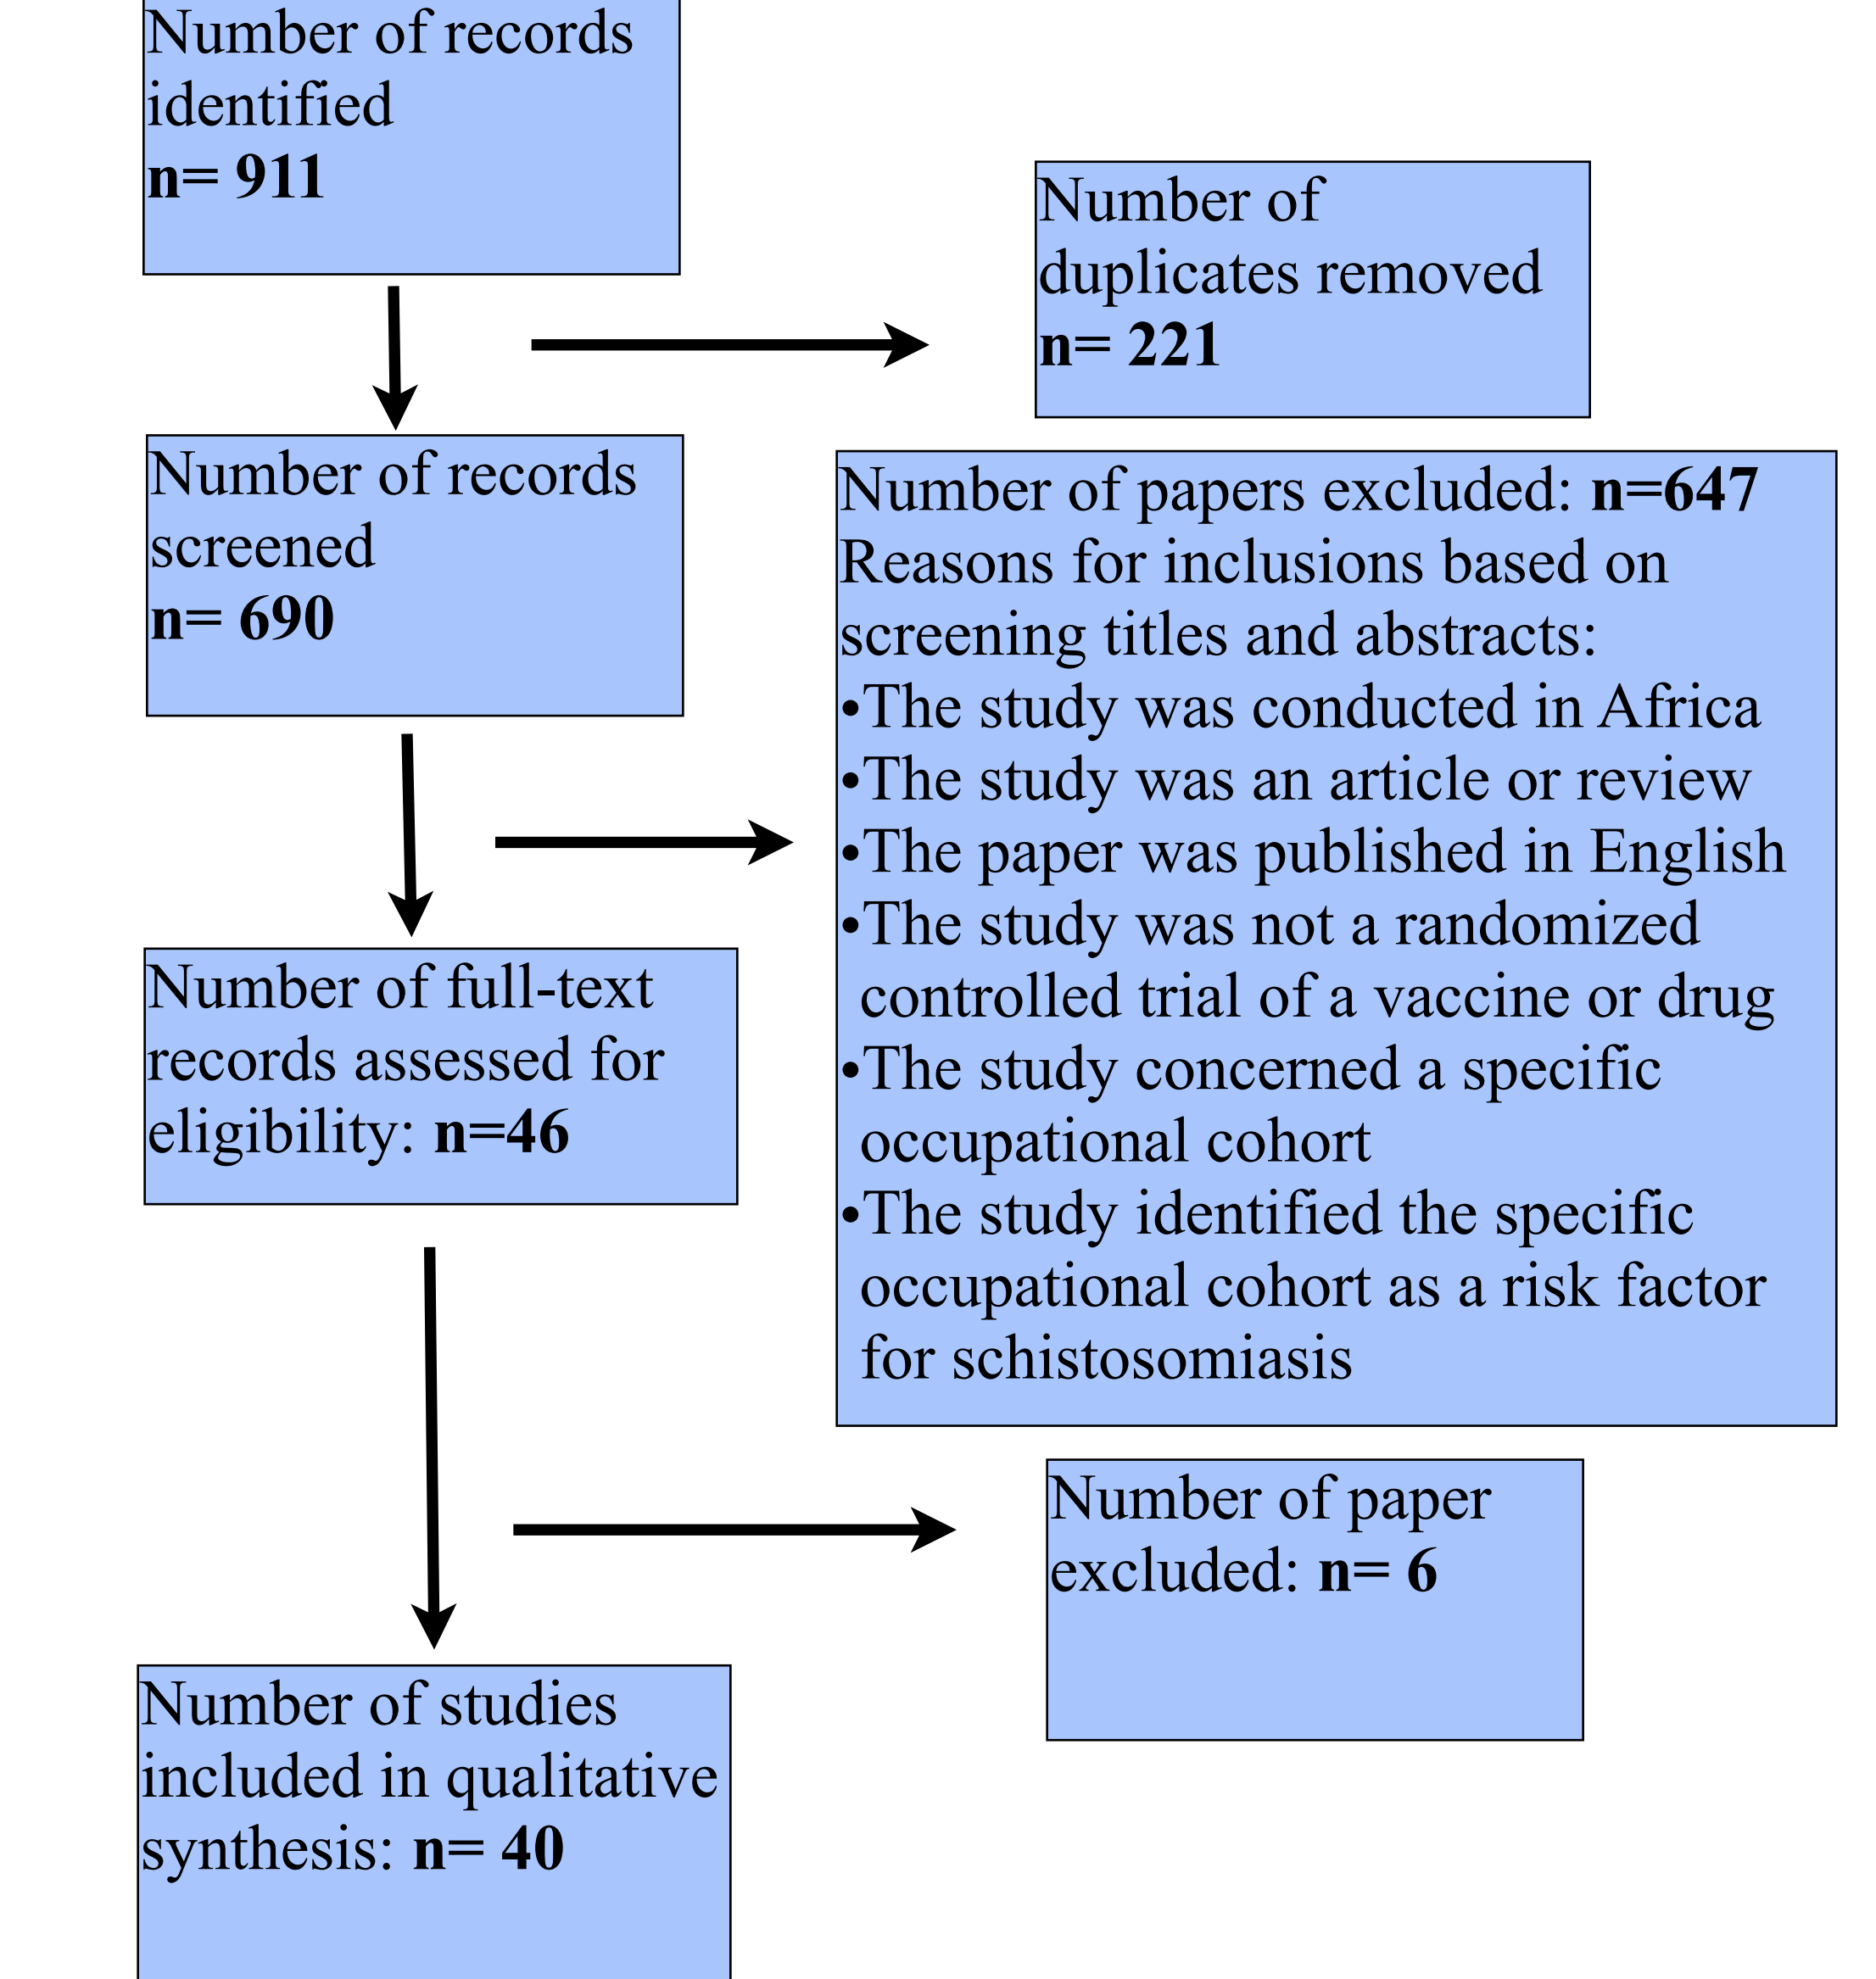 Number of records
identified
n= 911
Number of
duplicates removed
n= 221
Number of records
screened
n= 690
Number of papers excluded: n=647
Reasons for inclusions based on
screening titles and abstracts:
•The study was conducted in Africa
•The study was an article or review
•The paper was published in English
•The study was not a randomized
controlled trial of a vaccine or drug
•The study concerned a specific
occupational cohort
•The study identified the specific
occupational cohort as a risk factor
for schistosomiasis
Number of full-text
records assessed for
eligibility: n=46
Number of paper
excluded: n= 6
Number of studies
included in qualitative
synthesis: n= 40